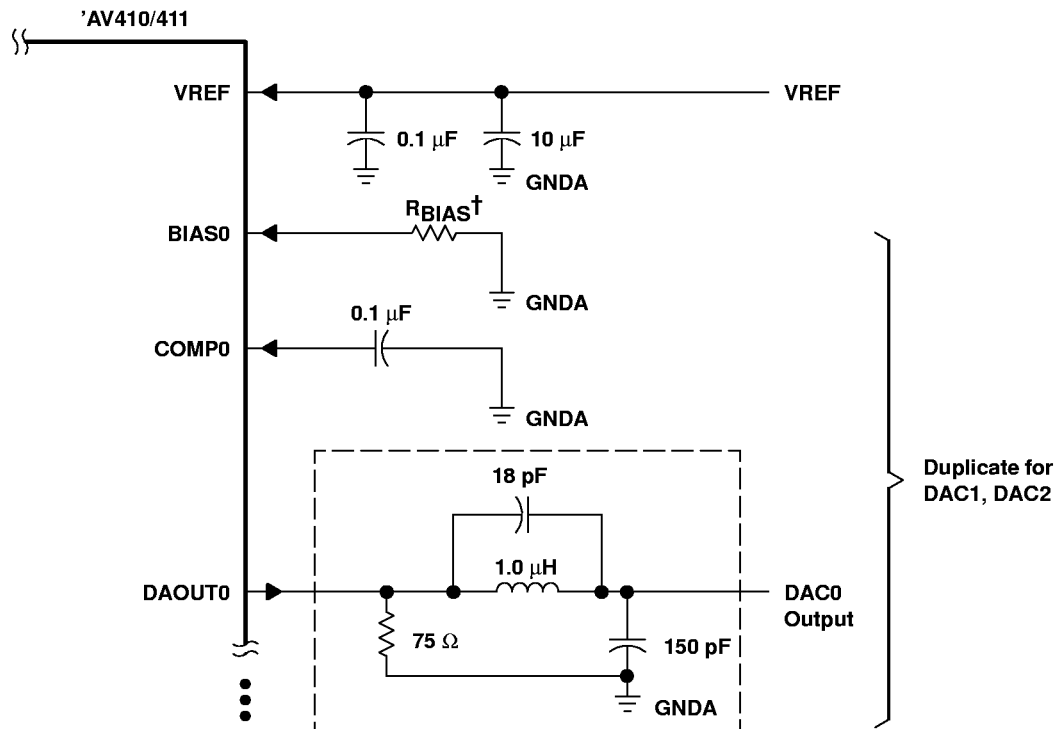 ’AV410/411
VREF
VREF
0.1 μF
10 μF
GNDA
RBIAS†
BIAS0
GNDA
0.1 μF
COMP0
GNDA
18 pF
Duplicate for
DAC1, DAC2
1.0 μH
DAOUT0
DAC0
Output
75 Ω
150 pF
GNDA